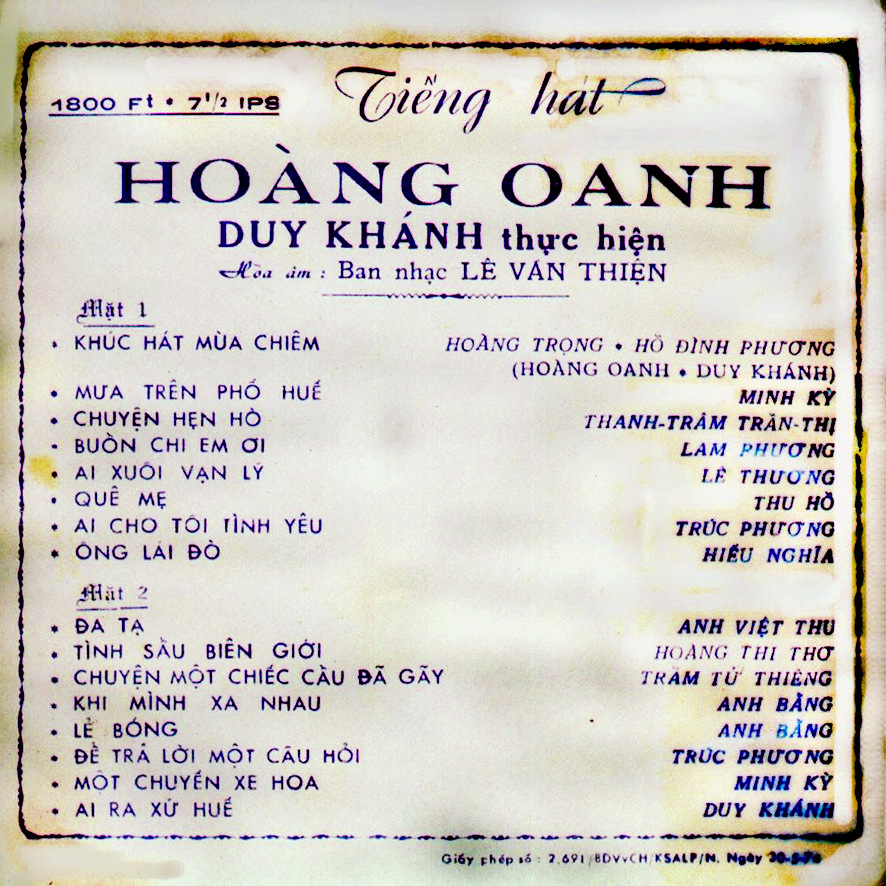 1800 Ft • 7 1/2 IPS
Tiếng hát
HOÀNG OANH
DUY KHÁNH thực hiện
Hòa âm : Ban nhạc LÊ VĂN THIỆN
Mặt 1
• KHÚC HÁT MÙA CHIÊM HOÀNG TRỌNG • HỒ ĐÌNH PHƯƠNG
(HOÀNG OANH • DUY KHÁNH)
• MƯA TRÊN PHỐ HUẾ MINH KỲ
• CHUYỆN HẸN HÒ THANH-TRÂM TRẦN-THỊ
• BUỒN CHI EM ƠI LAM PHƯƠNG
• AI XUÔI VẠN LÝ LÊ THƯƠNG
• QUÊ MẸ THU HỒ
• AI CHO TÔI TÌNH YÊU TRÚC PHƯƠNG
• ÔNG LÁI ĐÒ HIẾU NGHĨA
Mặt 2
• ĐA TẠ ANH VIỆT THU
• TÌNH SẦU BIÊN GIỚI HOÀNG THI THƠ
• CHUYỆN MỘT CHIẾC CẦU ĐÃ GÃY TRẦM TỬ THIÊNG
• KHI MÌNH XA NHAU ANH BẰNG
• LẺ BÓNG ANH BẰNG
• ĐỂ TRẢ LỜI MỘT CÂU HỎI TRÚC PHƯƠNG
• MỘT CHUYẾN XE HOA MINH KỲ
• AI RA XỨ HUẾ DUY KHÁNH
Giấy phép số : 2.691/BDVvCH/KSALP/N. Ngày